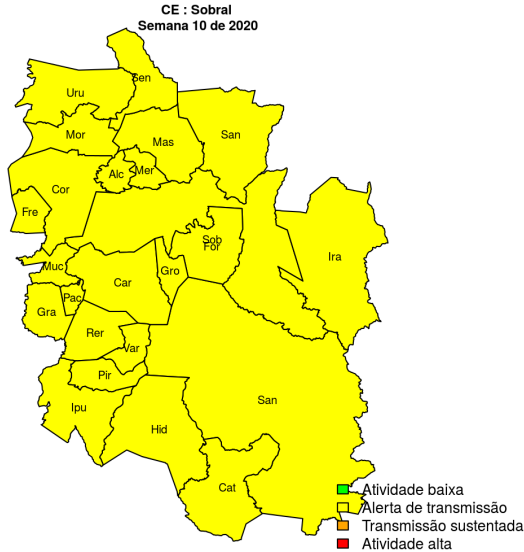 CE : Sobral
Semana 10 de 2020
Sen
Uru
Mor
Mas
San
Alc
Mer
Cor
Fre
Sob
For
Ira
Muc
Gro
Car
Pac
Gra
Rer
Var
Pir
San
Ipu
Hid
Cat
Atividade baixa
Alerta de transmissão
Transmissão sustentada
Atividade alta